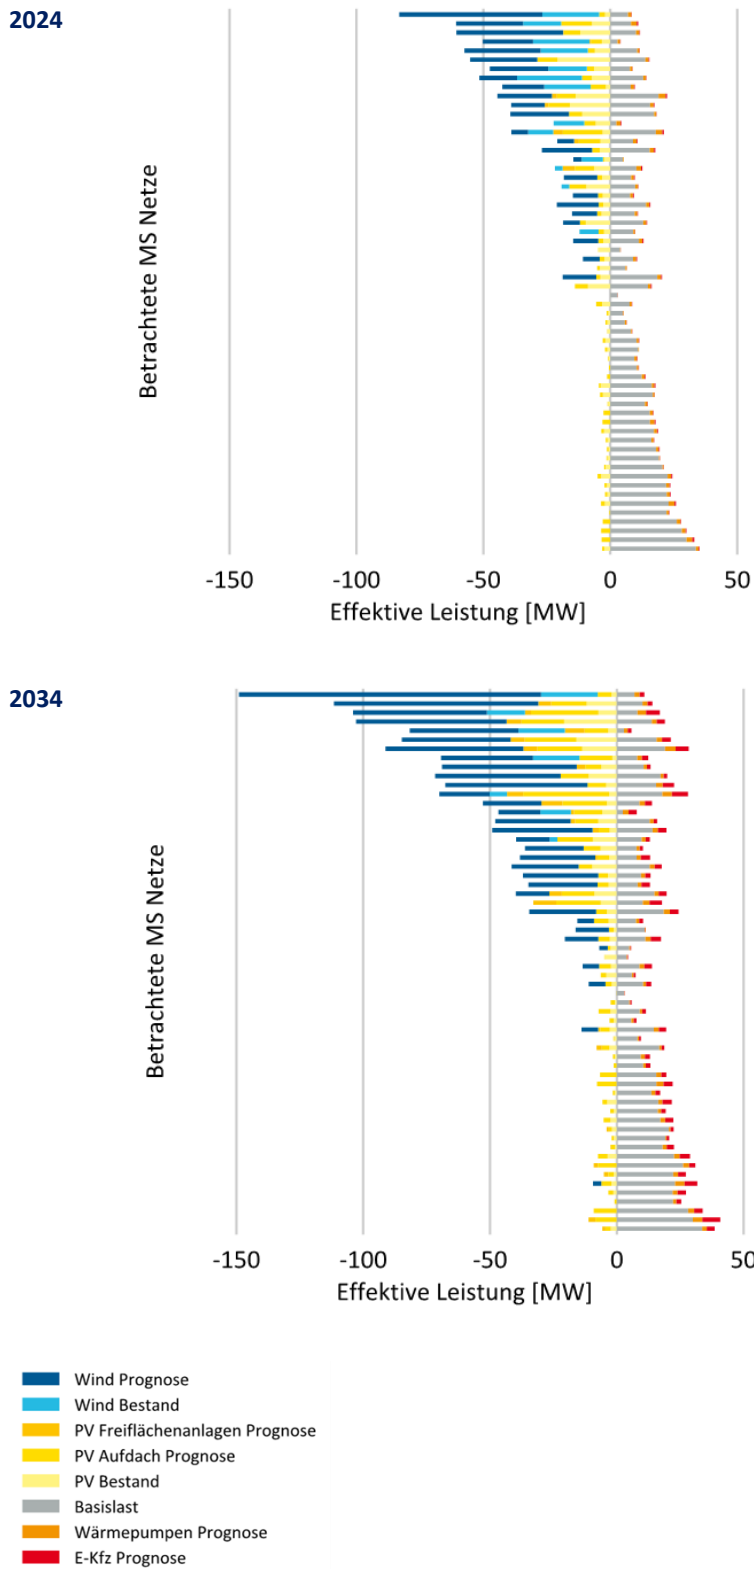 2024
Betrachtete MS Netze
-150 -100 -50 0 50
Effektive Leistung [MW]
2034
Betrachtete MS Netze
-150 -100 -50 0 50
Effektive Leistung [MW]
Wind Prognose
Wind Bestand
PV Freiflächenanlagen Prognose
PV Aufdach Prognose
PV Bestand
Basislast
Wärmepumpen Prognose
E-Kfz Prognose